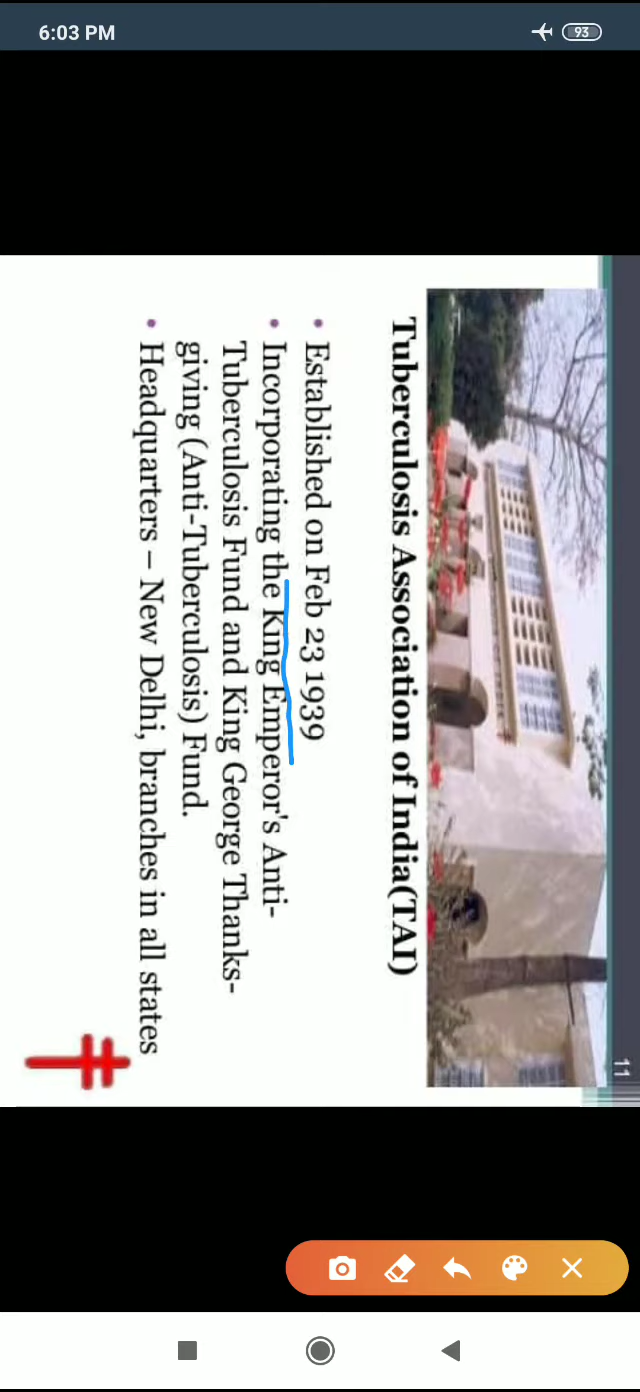 6:03 PM
93
11
Tuberculosis Association of India(TAI)
• Established on Feb 23 1939
• Incorporating the King Emperor's Anti-
Tuberculosis Fund and King George Thanks-
giving (Anti-Tuberculosis) Fund.
• Headquarters – New Delhi, branches in all states